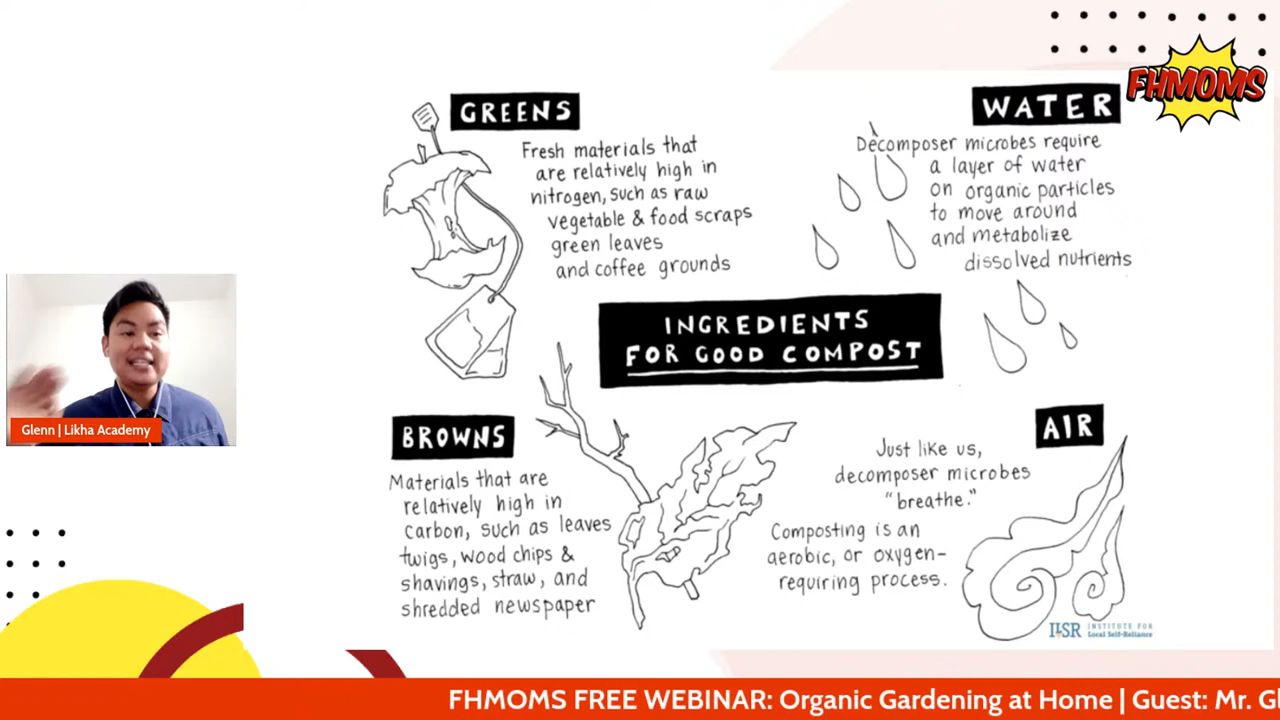 FHMOMS
GREENS
Fresh materials that
are relatively high in
nitrogen, such as raw
vegetable & food scraps
green leaves
and coffee grounds
WATER
Decomposer microbes require
a layer of water
on organic particles
to move around
and metabolize
dissolved nutrients
INGREDIENTS
FOR GOOD COMPOST
BROWNS
Materials that are
relatively high in
carbon, such as leaves
twigs, wood chips &
shavings, straw, and
shredded newspaper
AIR
Just like us,
decomposer microbes
"breathe."
Composting is an
aerobic, or oxygen-
requiring process.
ILSR INSTITUTE FOR
Local Self-Reliance
Glenn | Likha Academy
FHMOMS FREE WEBINAR: Organic Gardening at Home | Guest: Mr. G